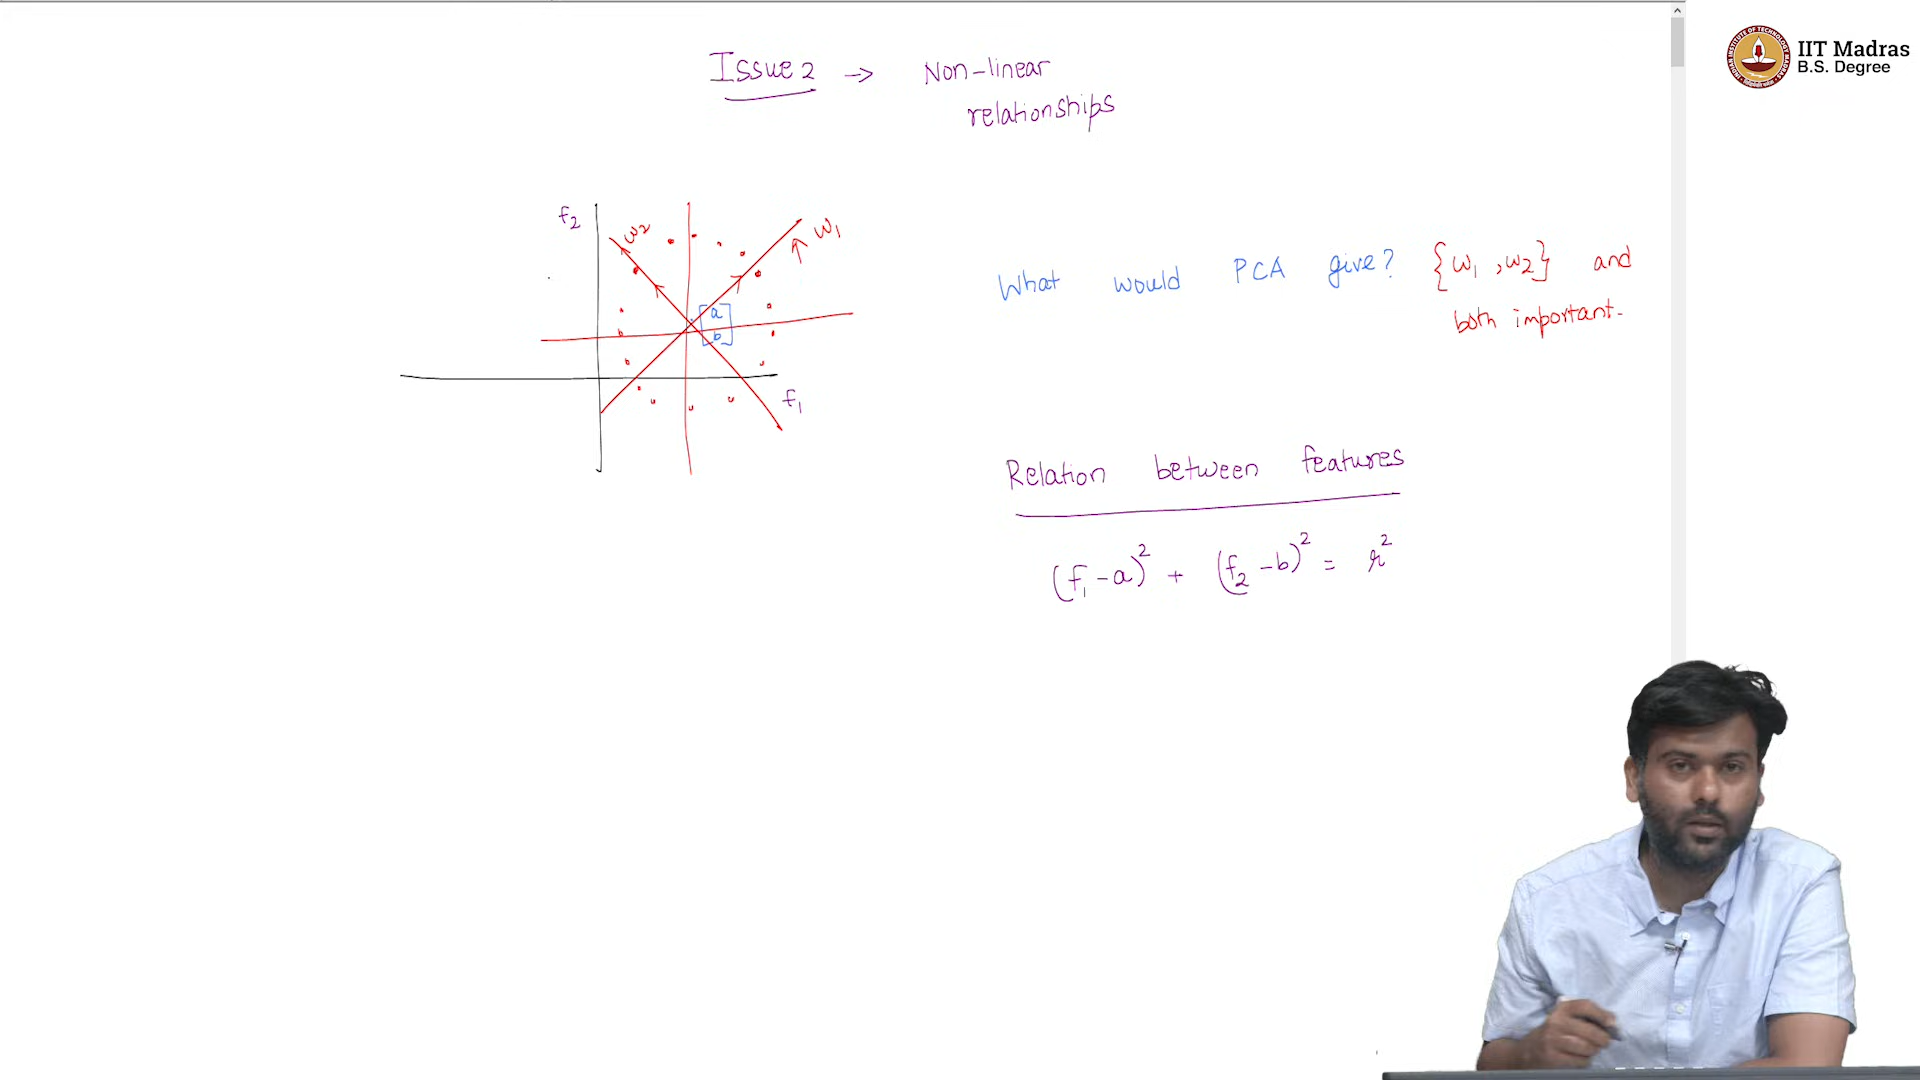 IIT Madras
B.S. Degree
Issue 2 → Non-linear
relationships
f₂
w₂
w₁
[a
b]
f₁
What would PCA give? {w₁, w₂} and
both important.
Relation between features
(f₁ - a)² + (f₂ - b)² = r²